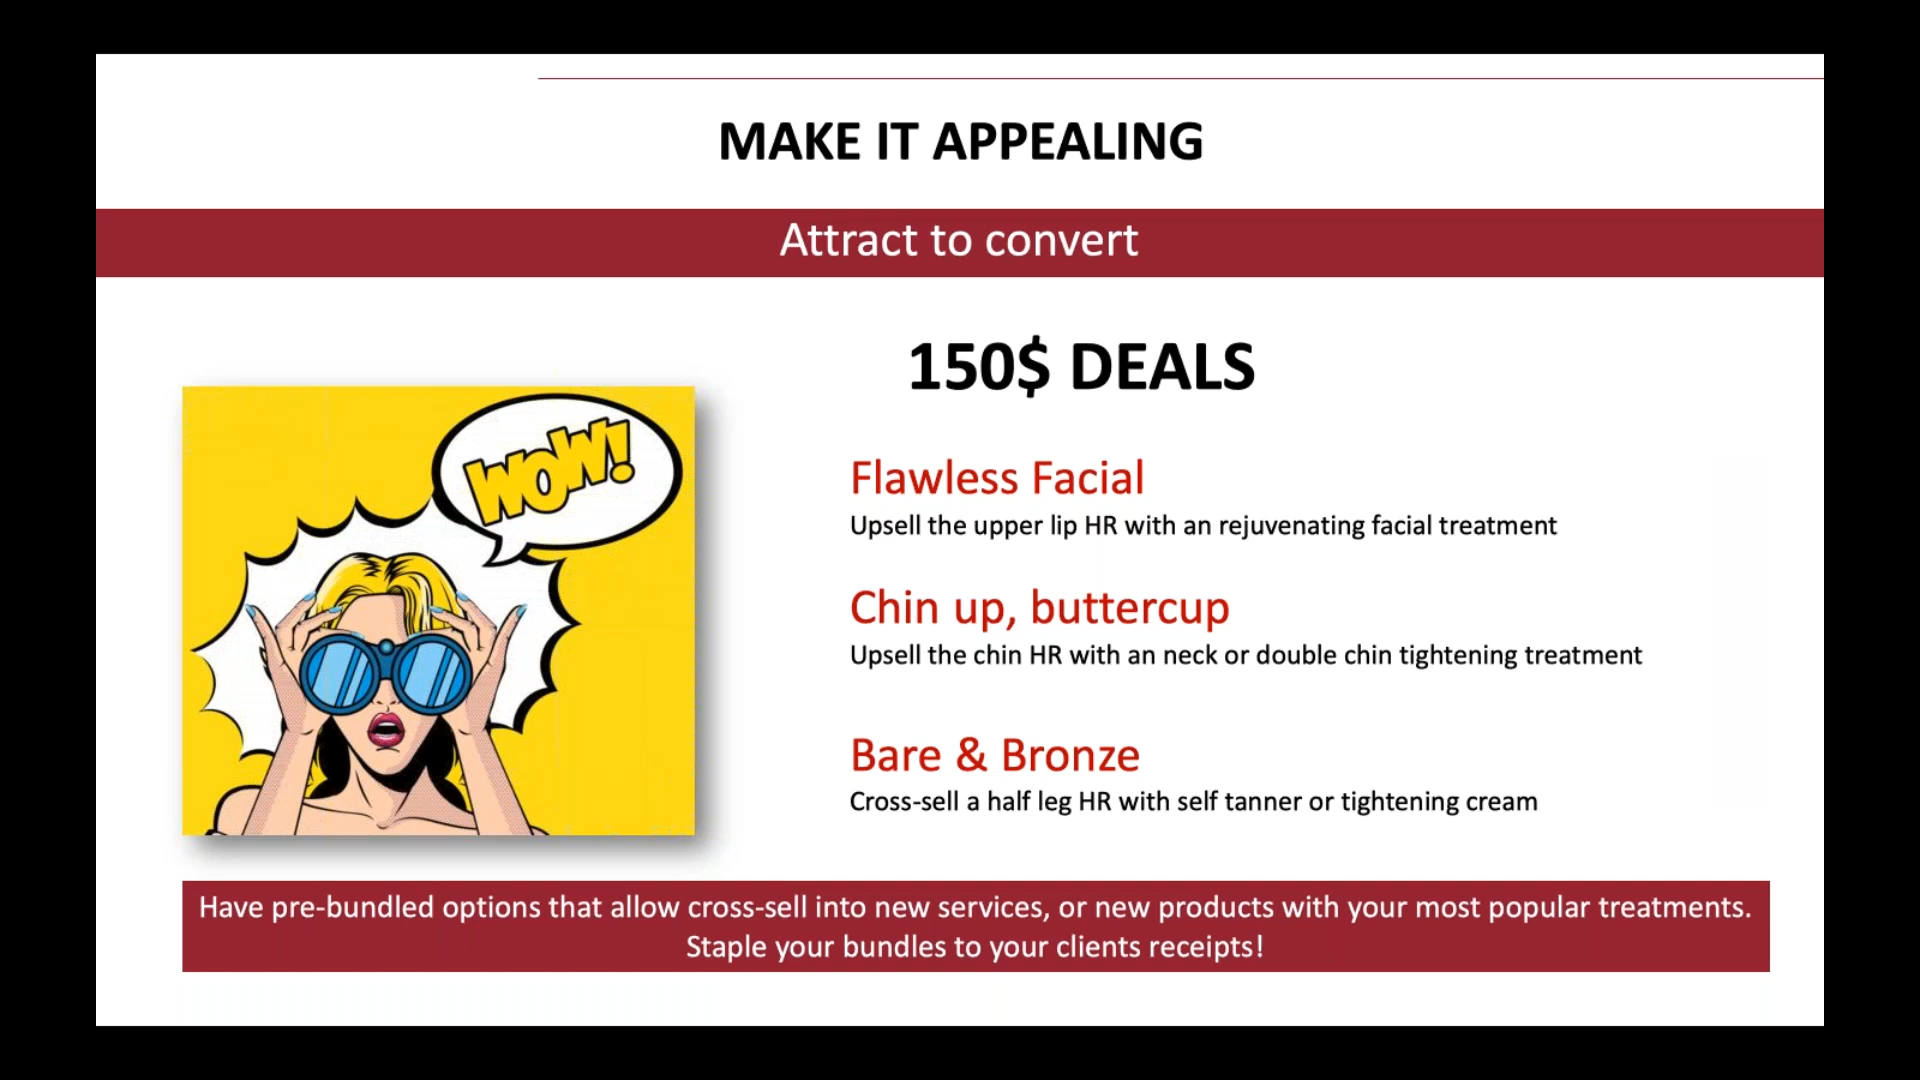 MAKE IT APPEALING
Attract to convert
150$ DEALS
WOW!
Flawless Facial
Upsell the upper lip HR with an rejuvenating facial treatment
Chin up, buttercup
Upsell the chin HR with an neck or double chin tightening treatment
Bare & Bronze
Cross-sell a half leg HR with self tanner or tightening cream
Have pre-bundled options that allow cross-sell into new services, or new products with your most popular treatments.
Staple your bundles to your clients receipts!